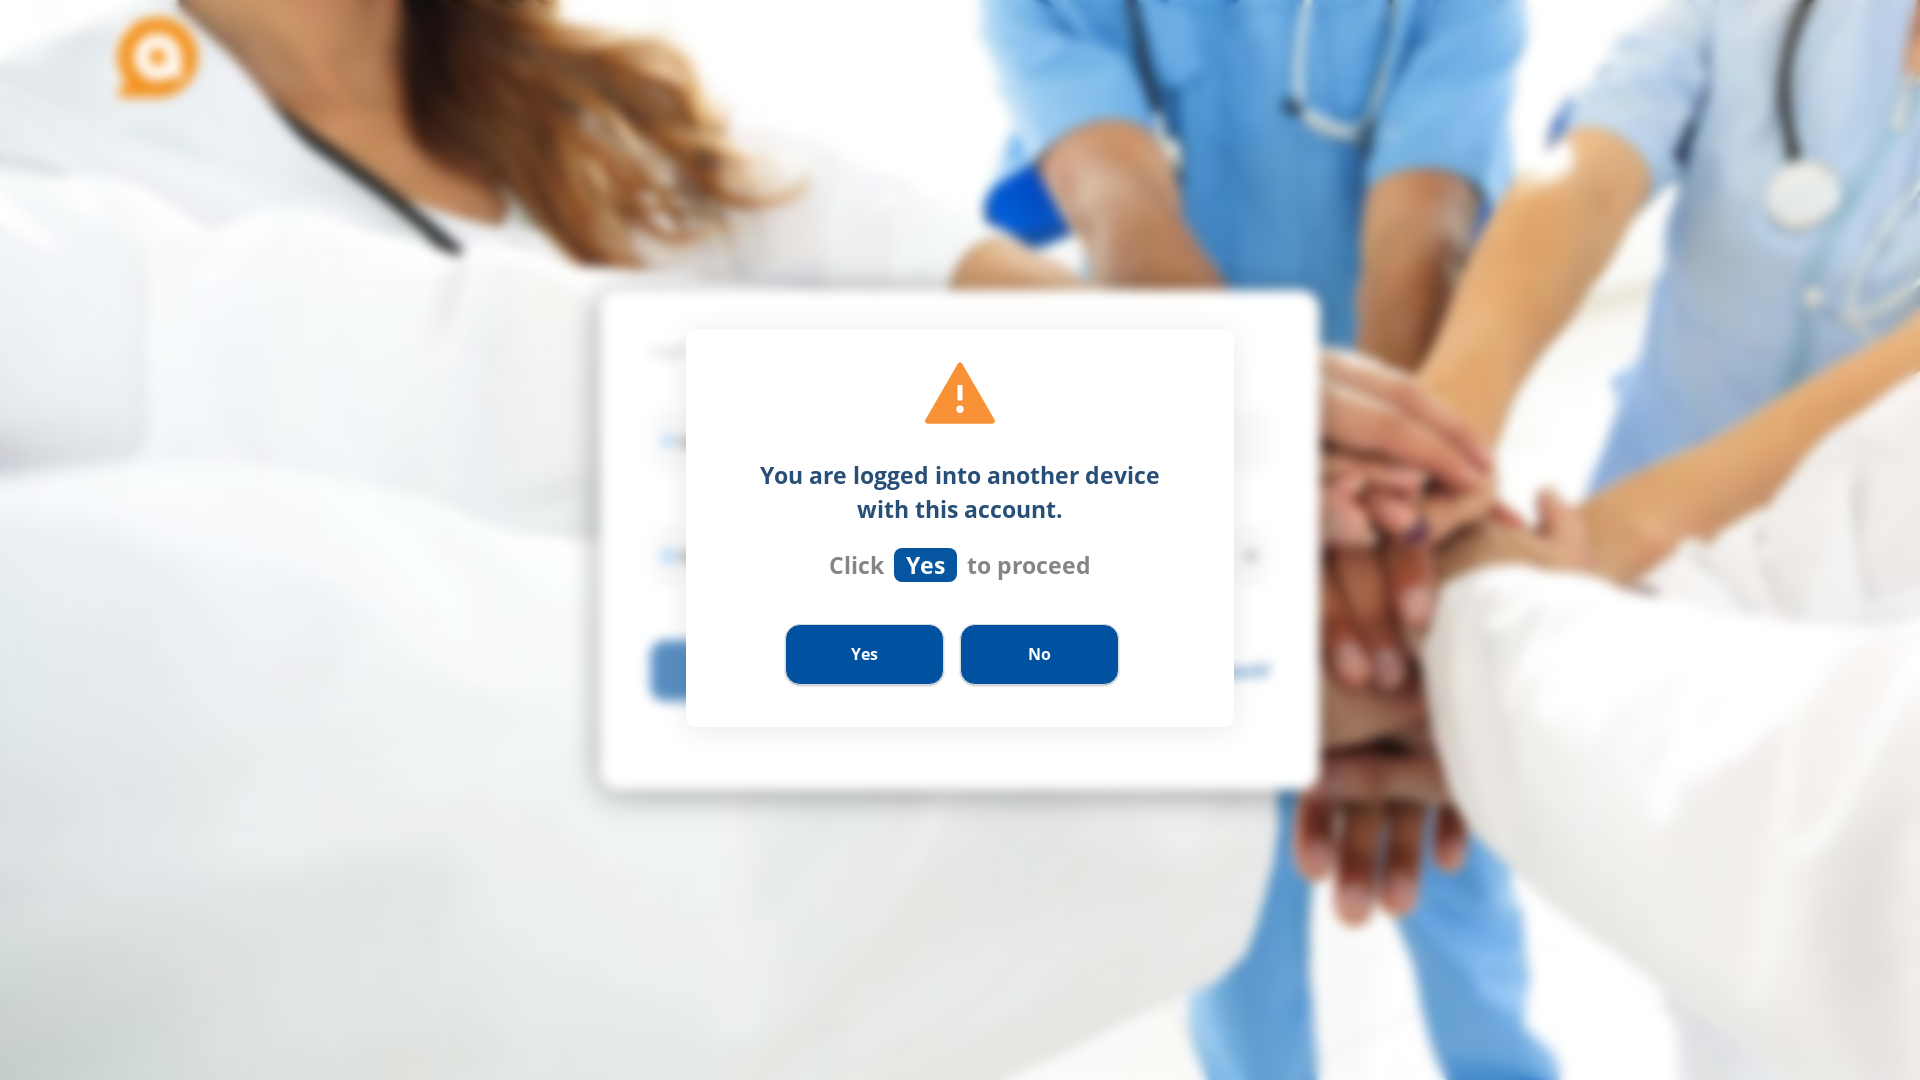 You are logged into another device
with this account.
Click Yes to proceed
Yes No